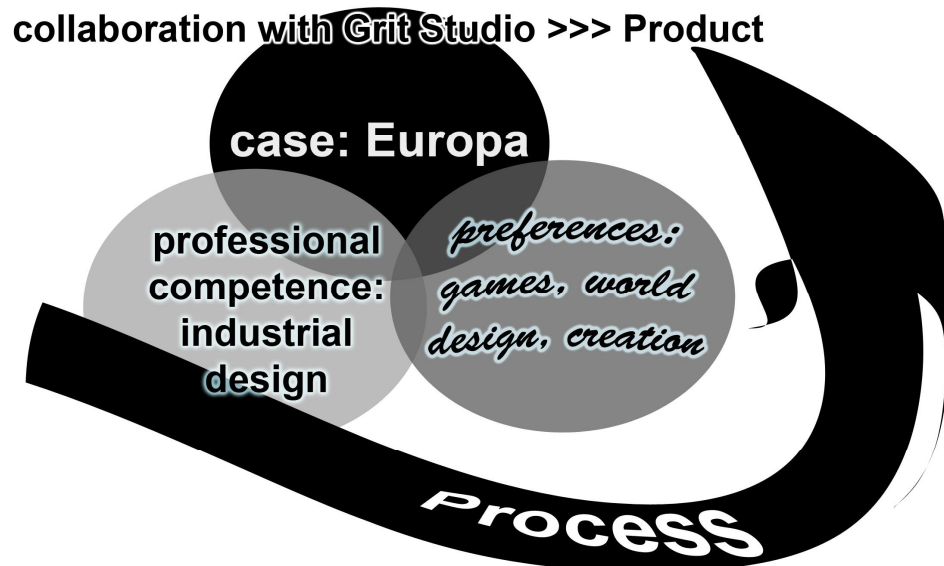 collaboration with Grit Studio >>> Product
case: Europa
professional
competence:
industrial
design
preferences:
games, world
design, creation
Process